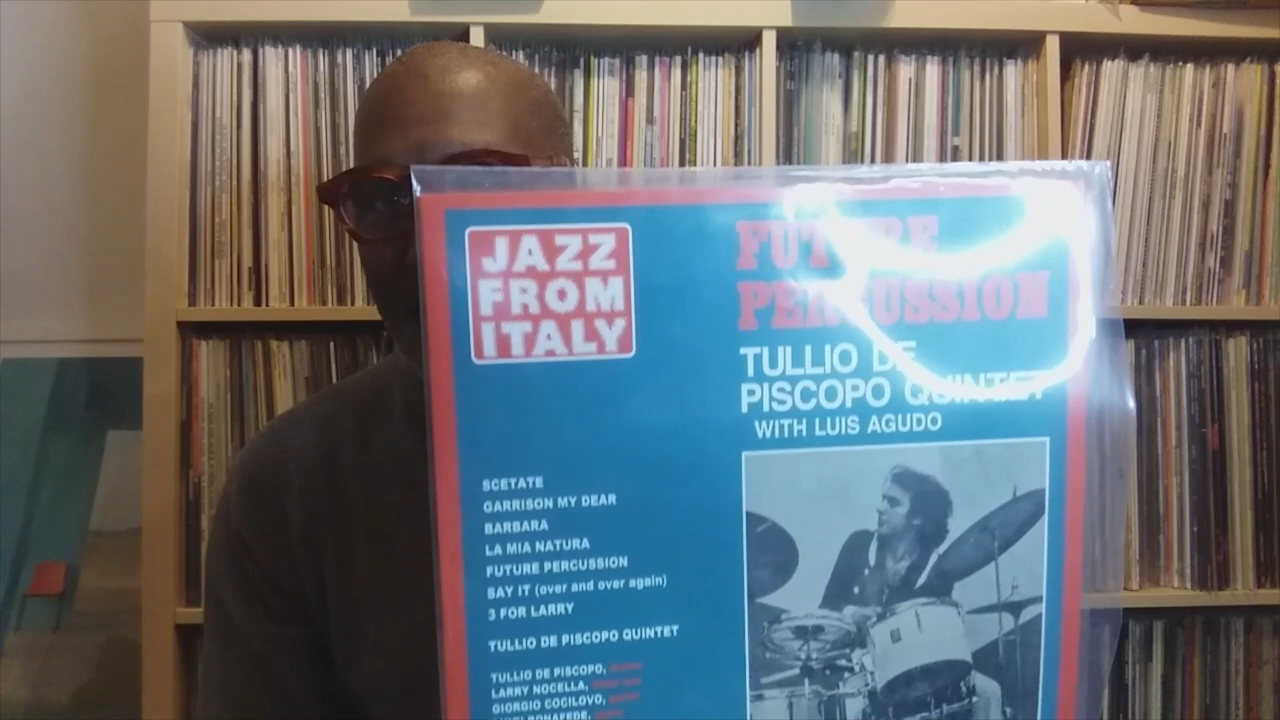 JAZZ
FROM
ITALY
FUTURE
PERCUSSION
TULLIO DE
PISCOPO QUINTET
WITH LUIS AGUDO
SCETATE
GARRISON MY DEAR
BARBARA
LA MIA NATURA
FUTURE PERCUSSION
SAY IT (over and over again)
3 FOR LARRY
TULLIO DE PISCOPO QUINTET
TULLIO DE PISCOPO,
LARRY NOCELLA,
GIORGIO COCILOVO,